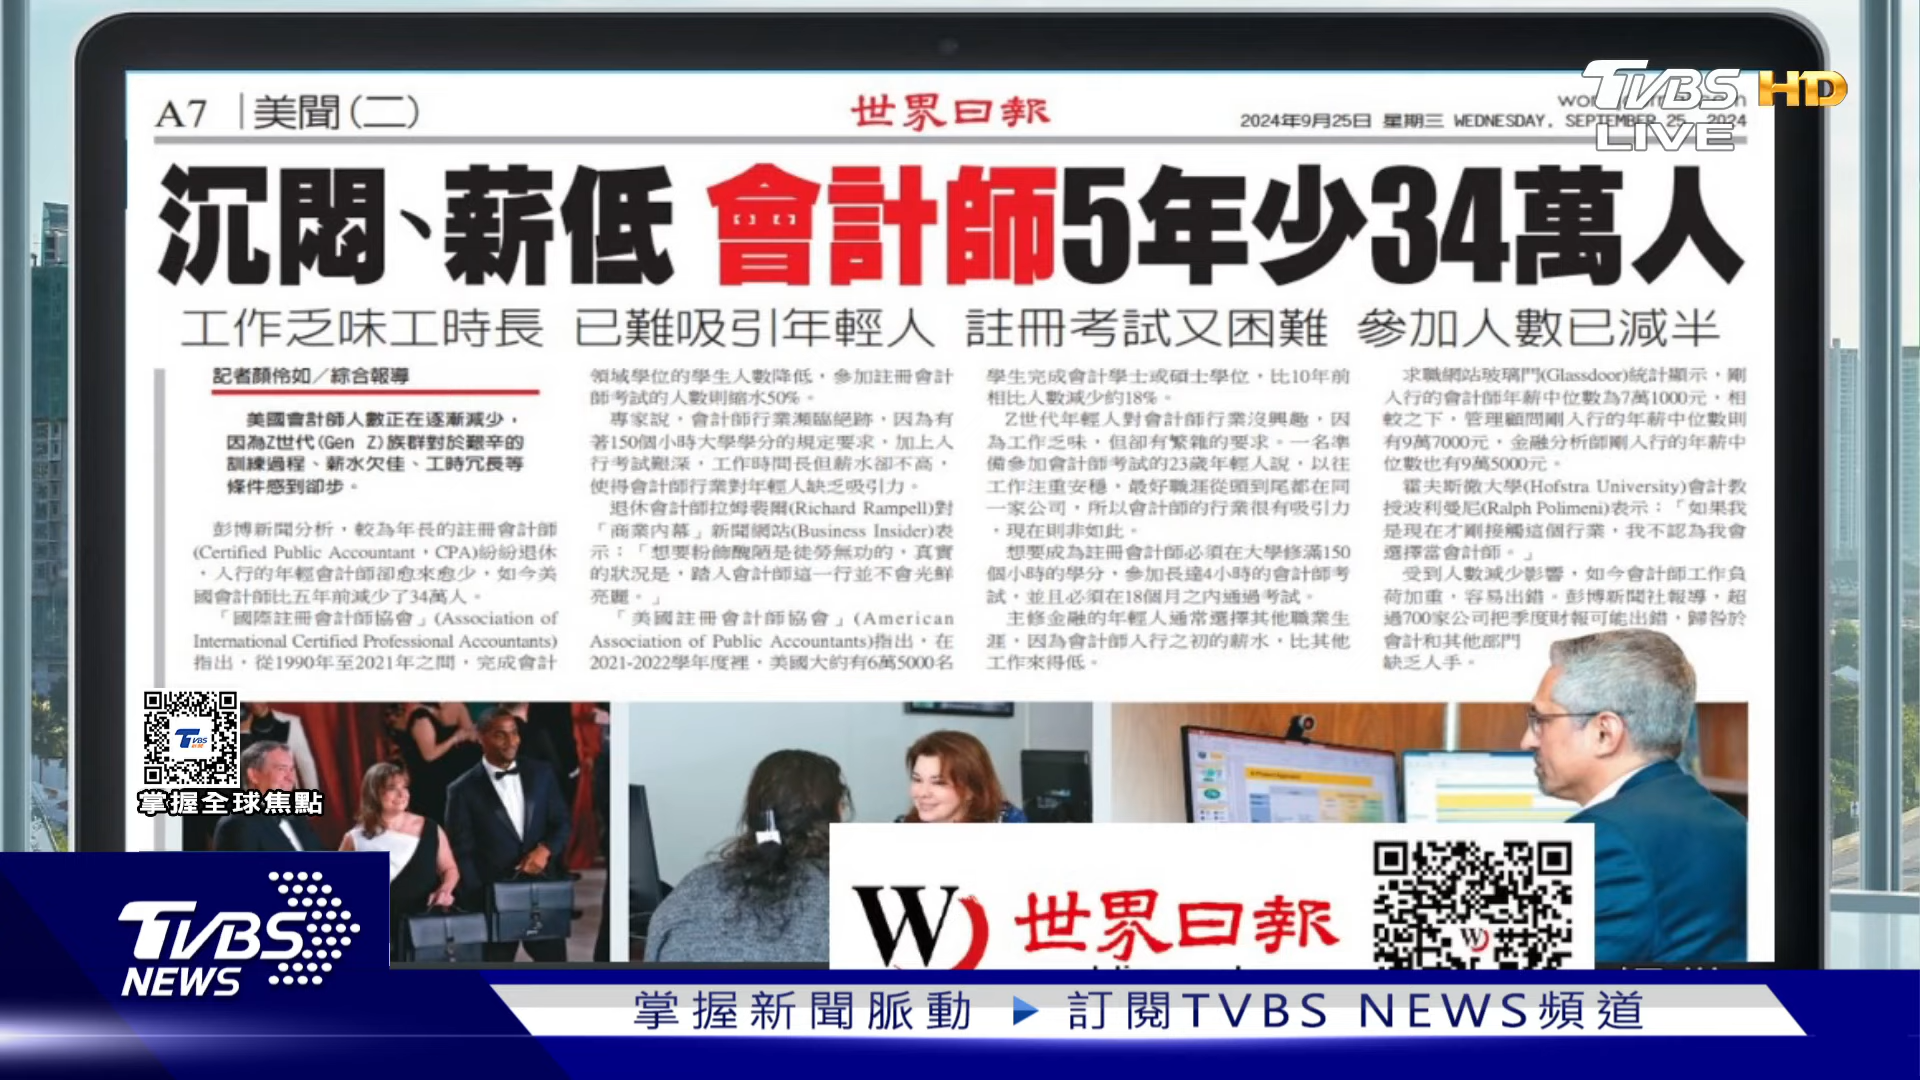 A7 美聞(二)
世界日報
2024年9月25日 星期三 WEDNESDAY, SEPTEMBER 25, 2024
TVBS HD
LIVE
沉悶、薪低 會計師5年少34萬人
工作乏味工時長 已難吸引年輕人 註冊考試又困難 參加人數已減半
記者顏伶如／綜合報導
美國會計師人數正在逐漸減少，
因為Z世代(Gen Z)族群對於艱辛的
訓練過程、薪水欠佳、工時冗長等
條件感到卻步。
彭博新聞分析，較為年長的註冊會計師
(Certified Public Accountant，CPA)紛紛退休
，入行的年輕會計師卻愈來愈少，如今美
國會計師比五年前減少了34萬人。
「國際註冊會計師協會」(Association of
International Certified Professional Accountants)
指出，從1990年至2021年之間，完成會計
領域學位的學生人數降低，參加註冊會計
師考試的人數則縮水50%。
專家說，會計師行業瀕臨絕跡，因為有
著150個小時大學學分的規定要求，加上入
行考試艱深，工作時間長但薪水卻不高，
使得會計師行業對年輕人缺乏吸引力。
退休會計師拉姆裴爾(Richard Rampell)對
「商業內幕」新聞網站(Business Insider)表
示：「想要粉飾醜陋是徒勞無功的，真實
的狀況是，踏入會計師這一行並不會光鮮
亮麗。」
「美國註冊會計師協會」(American
Association of Public Accountants)指出，在
2021-2022學年度裡，美國大約有6萬5000名
學生完成會計學士或碩士學位，比10年前
相比人數減少約18%。
Z世代年輕人對會計師行業沒興趣，因
為工作乏味，但卻有繁雜的要求。一名準
備參加會計師考試的23歲年輕人說，以往
工作注重安穩，最好職涯從頭到尾都在同
一家公司，所以會計師的行業很有吸引力
，現在則非如此。
想要成為註冊會計師必須在大學修滿150
個小時的學分，參加長達4小時的會計師考
試，並且必須在18個月之內通過考試。
主修金融的年輕人通常選擇其他職業生
涯，因為會計師入行之初的薪水，比其他
工作來得低。
求職網站玻璃門(Glassdoor)統計顯示，剛
入行的會計師年薪中位數為7萬1000元，相
較之下，管理顧問剛入行的年薪中位數則
有9萬7000元，金融分析師剛入行的年薪中
位數也有9萬5000元。
霍夫斯徹大學(Hofstra University)會計教
授波利曼尼(Ralph Polimeni)表示：「如果我
是現在才剛接觸這個行業，我不認為我會
選擇當會計師。」
受到人數減少影響，如今會計師工作負
荷加重，容易出錯。彭博新聞社報導，超
過700家公司把季度財報可能出錯，歸咎於
會計和其他部門
缺乏人手。
TVBS
掌握全球焦點
世界日報
TVBS
NEWS
掌握新聞脈動 訂閱TVBS NEWS頻道